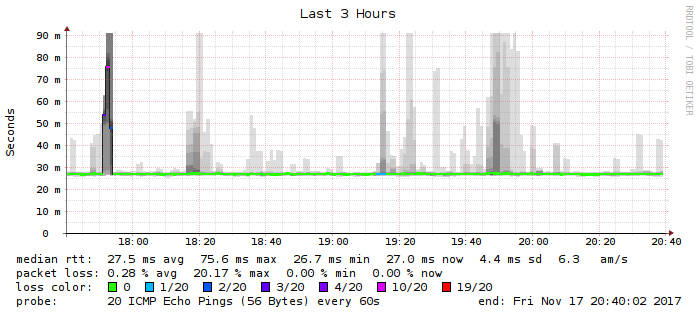 Last 3 Hours
RRDTOOL / TOBI OETIKER
Seconds
90 m
80 m
70 m
60 m
50 m
40 m
30 m
20 m
10 m
0
18:00 18:20 18:40 19:00 19:20 19:40 20:00 20:20 20:40
median rtt: 27.5 ms avg 75.6 ms max 26.7 ms min 27.0 ms now 4.4 ms sd 6.3 am/s
packet loss: 0.28 % avg 20.17 % max 0.00 % min 0.00 % now
loss color: 0 1/20 2/20 3/20 4/20 10/20 19/20
probe: 20 ICMP Echo Pings (56 Bytes) every 60s end: Fri Nov 17 20:40:02 2017